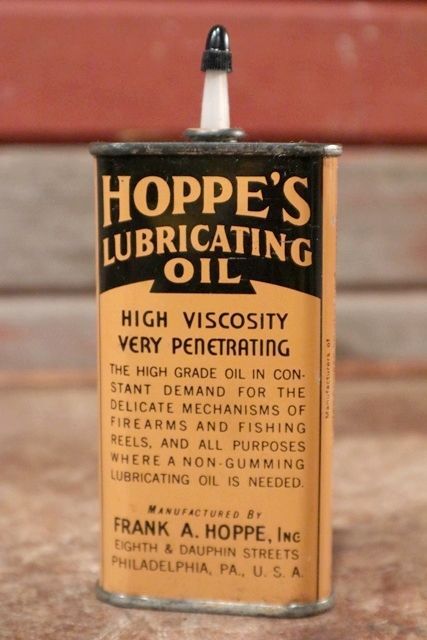 HOPPE'S
LUBRICATING
OIL
HIGH VISCOSITY
VERY PENETRATING
THE HIGH GRADE OIL IN CON-
STANT DEMAND FOR THE
DELICATE MECHANISMS OF
FIREARMS AND FISHING
REELS, AND ALL PURPOSES
WHERE A NON-GUMMING
LUBRICATING OIL IS NEEDED.
MANUFACTURED BY
FRANK A. HOPPE, INC
EIGHTH & DAUPHIN STREETS
PHILADELPHIA, PA., U. S. A.
Manufacturers of